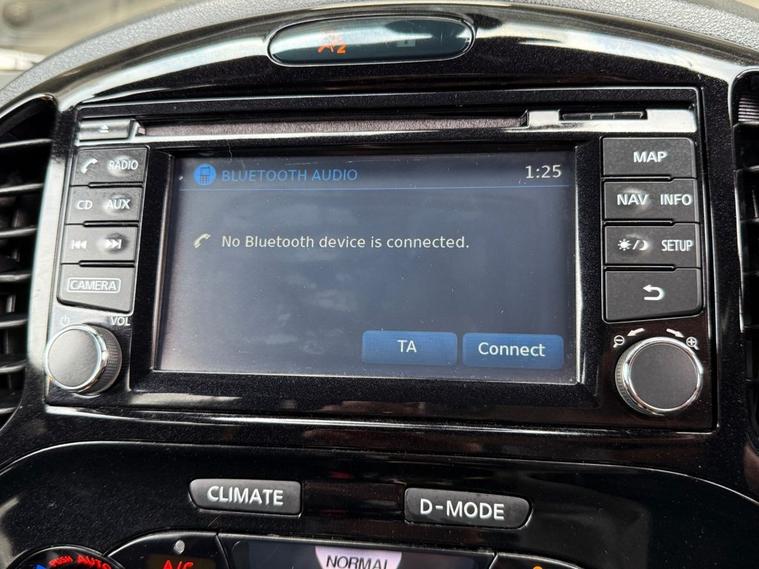 RADIO
CD AUX
CAMERA
VOL
BLUETOOTH AUDIO 1:25
No Bluetooth device is connected.
TA Connect
MAP
NAV INFO
SETUP
CLIMATE D-MODE
A/C NORMAL